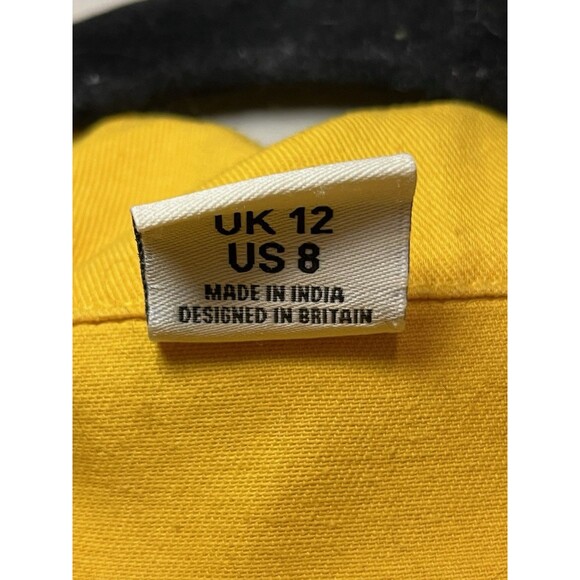 UK 12
US 8
MADE IN INDIA
DESIGNED IN BRITAIN